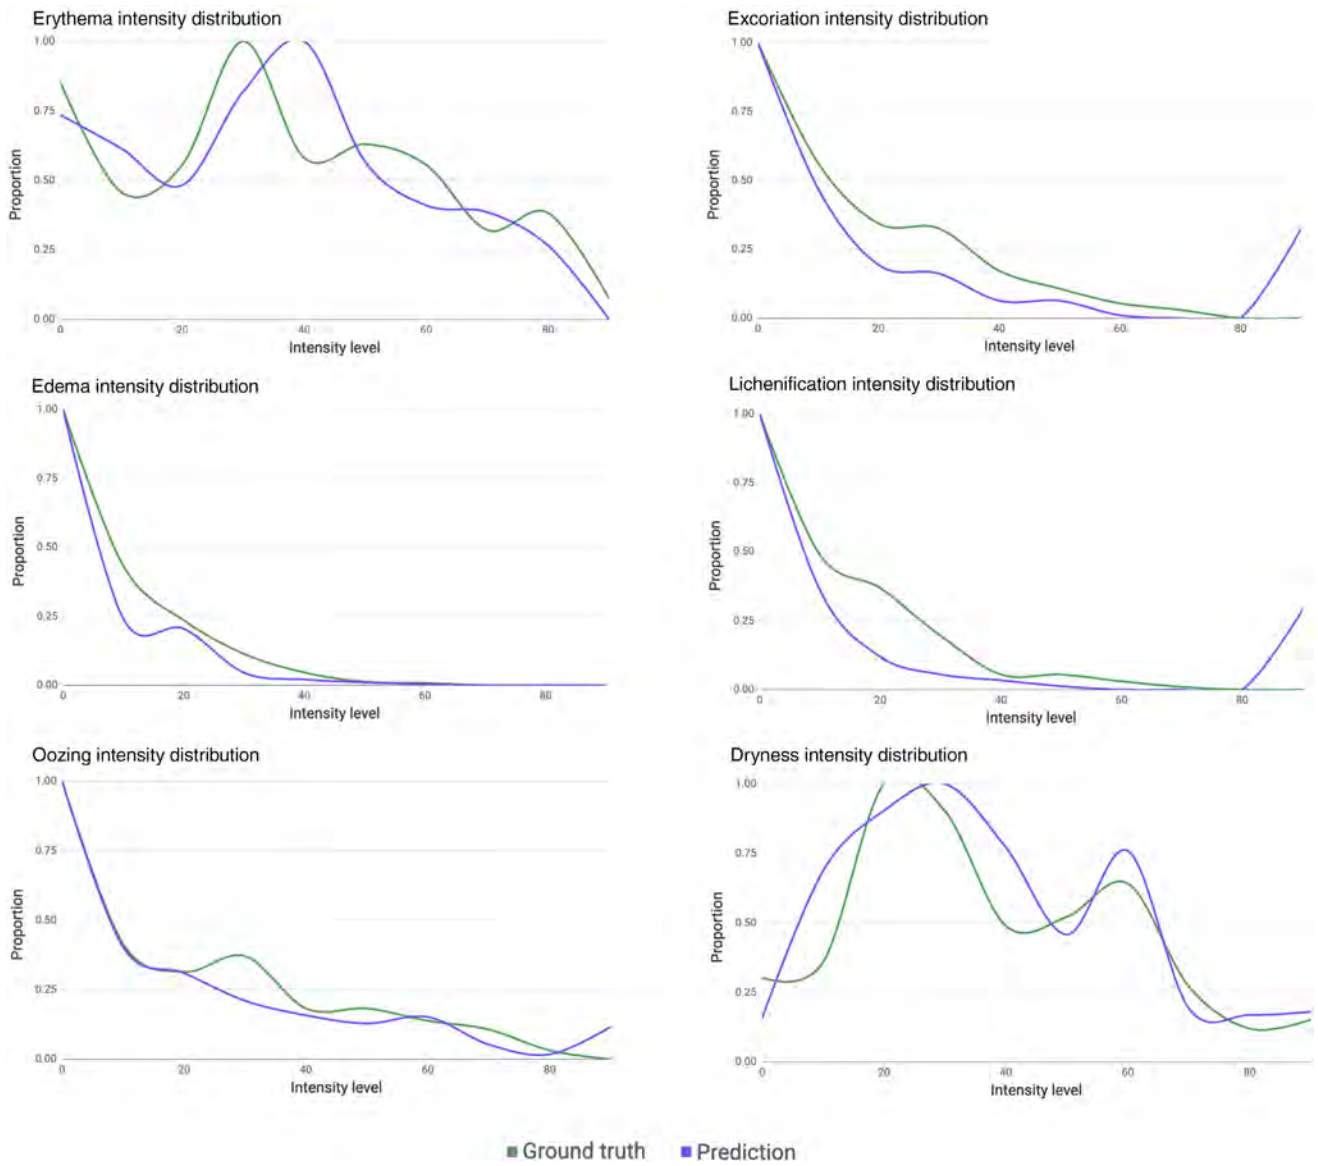 Erythema intensity distribution
1.00
0.75
0.50
0.25
0.00
Proportion
0 20 40 60 80
Intensity level
Excoriation intensity distribution
1.00
0.75
0.50
0.25
0.00
Proportion
0 20 40 60 80
Intensity level
Edema intensity distribution
1.00
0.75
0.50
0.25
0.00
Proportion
0 20 40 60 80
Intensity level
Lichenification intensity distribution
1.00
0.75
0.50
0.25
0.00
Proportion
0 20 40 60 80
Intensity level
Oozing intensity distribution
1.00
0.75
0.50
0.25
0.00
Proportion
0 20 40 60 80
Intensity level
Dryness intensity distribution
1.00
0.75
0.50
0.25
0.00
Proportion
0 20 40 60 80
Intensity level
Ground truth Prediction